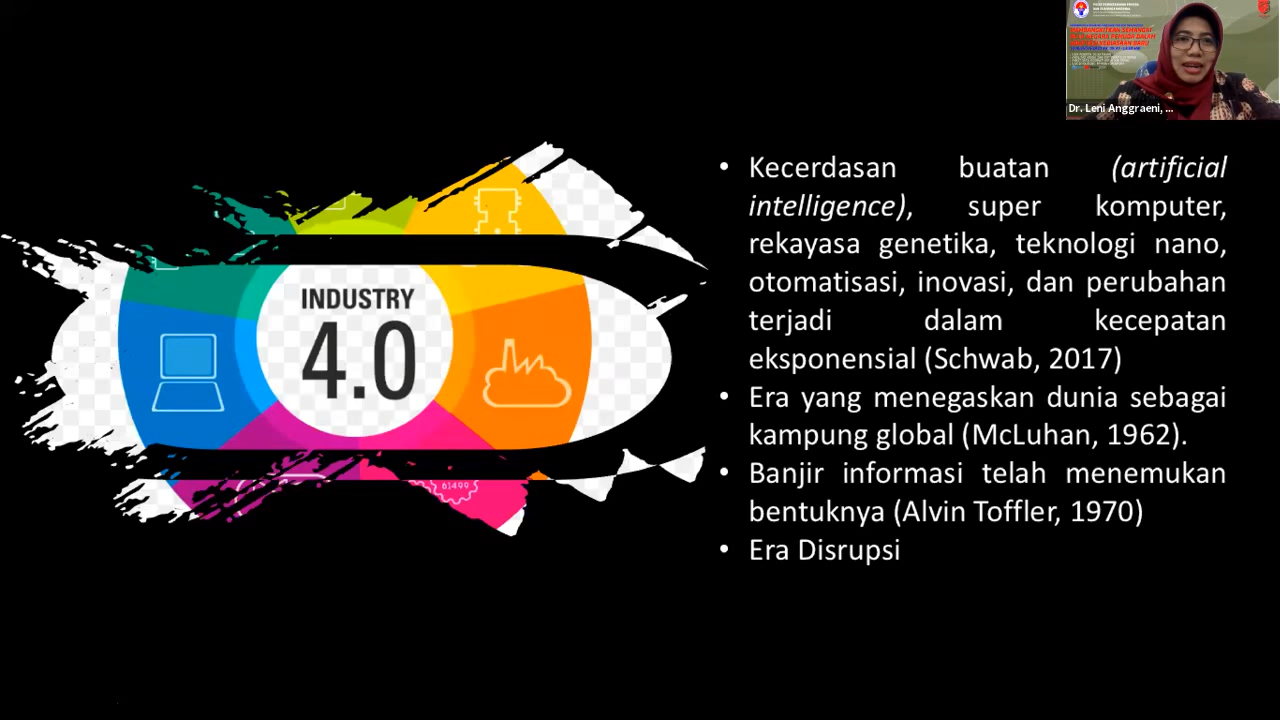 Dr. Leni Anggraeni, ...
INDUSTRY
4.0
61499
• Kecerdasan buatan (artificial
intelligence), super komputer,
rekayasa genetika, teknologi nano,
otomatisasi, inovasi, dan perubahan
terjadi dalam kecepatan
eksponensial (Schwab, 2017)
• Era yang menegaskan dunia sebagai
kampung global (McLuhan, 1962).
• Banjir informasi telah menemukan
bentuknya (Alvin Toffler, 1970)
• Era Disrupsi